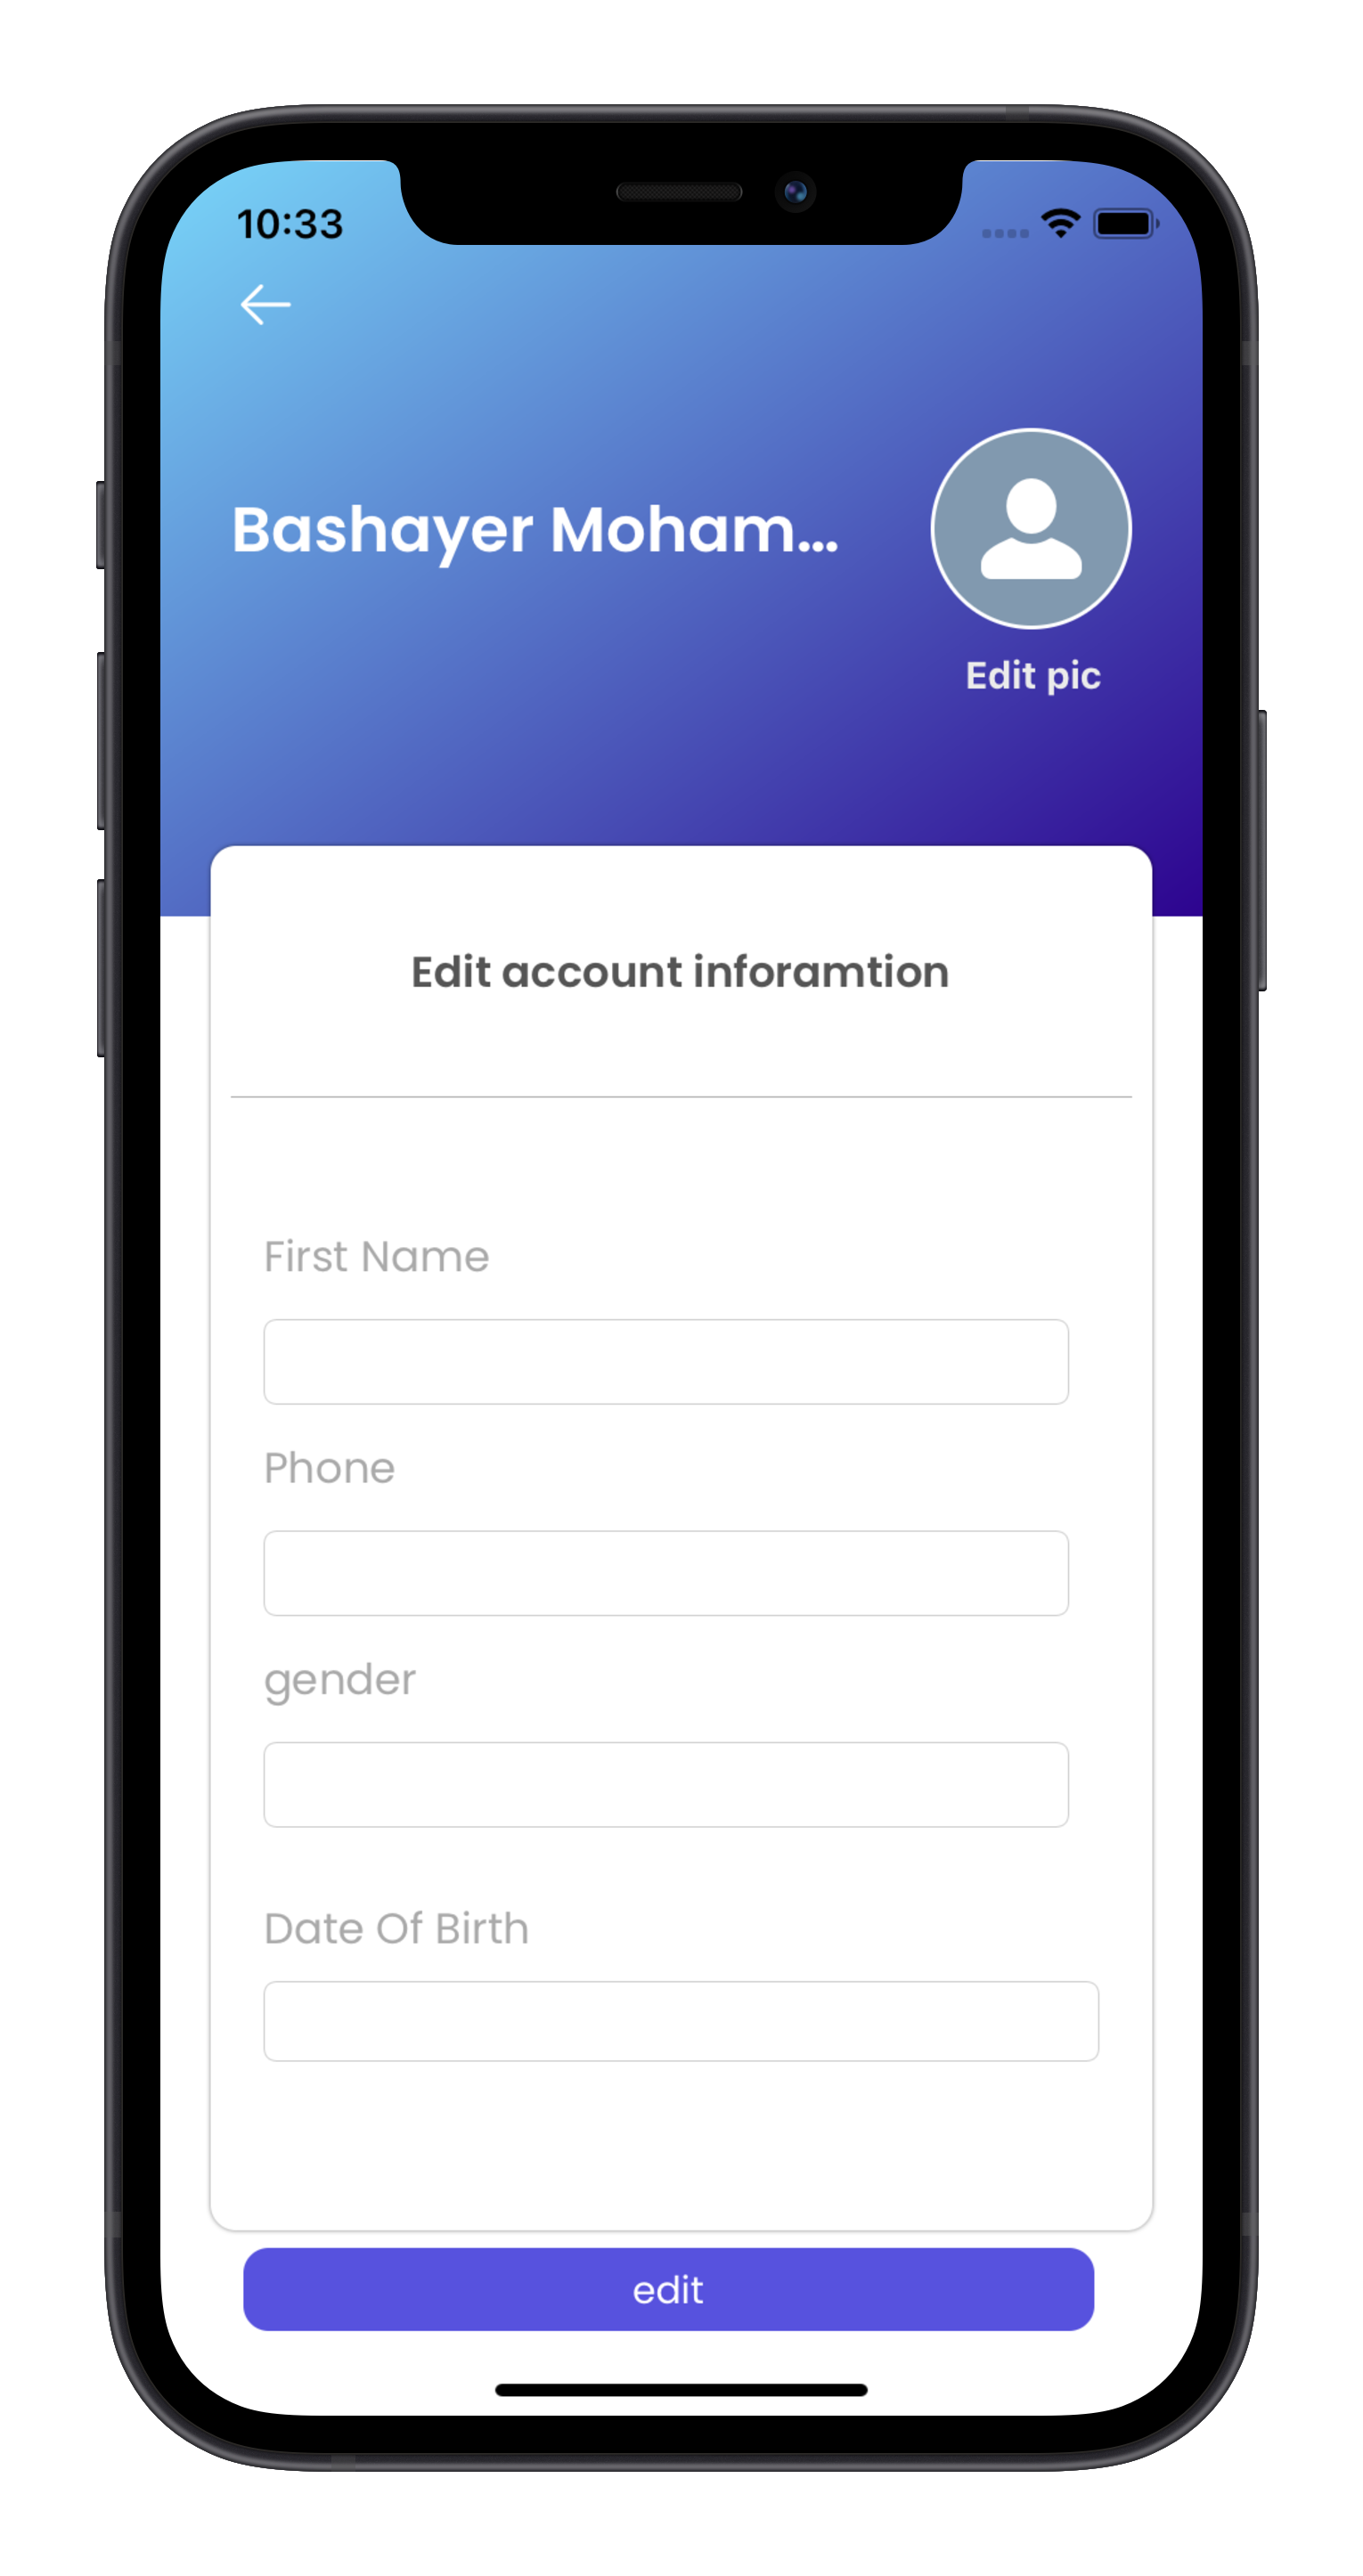 10:33
Bashayer Moham...
Edit pic
Edit account inforamtion
First Name
Phone
gender
Date Of Birth
edit